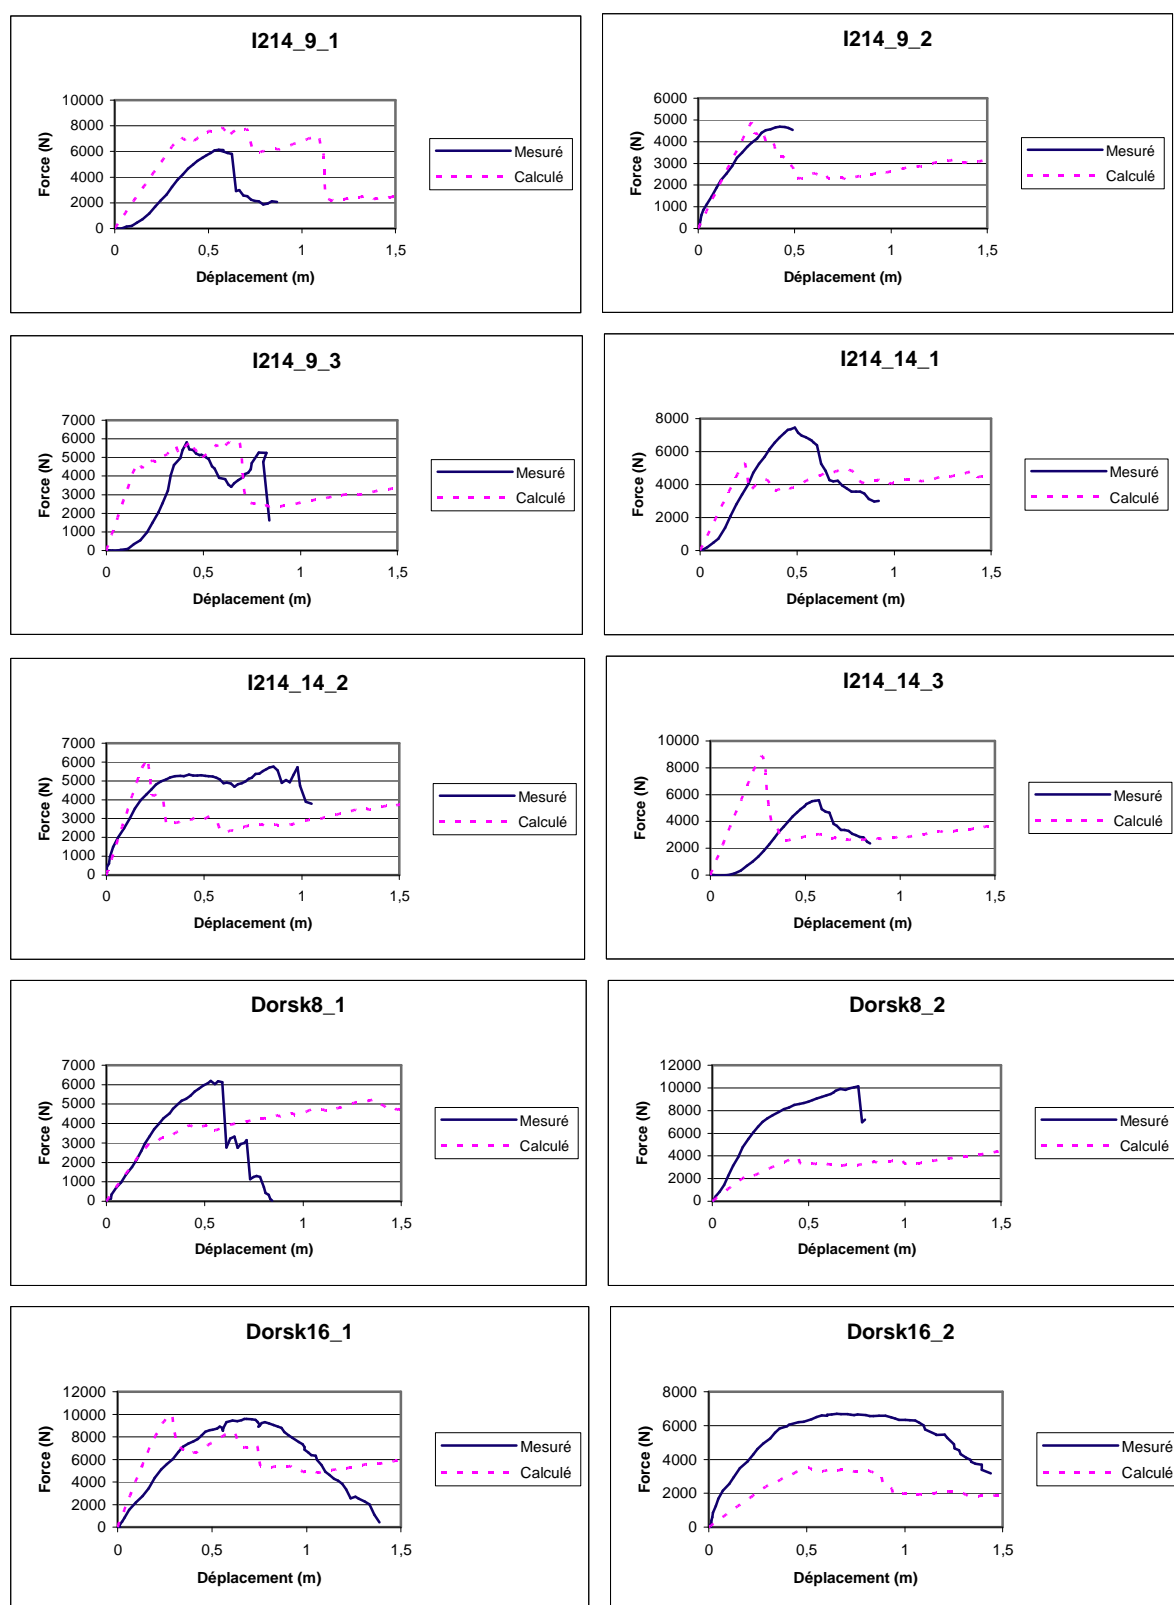 I214_9_1
10000
8000
6000
4000
2000
0
0 0,5 1 1,5
Force (N)
Déplacement (m)
Mesuré
Calculé
I214_9_2
6000
5000
4000
3000
2000
1000
0
0 0,5 1 1,5
Force (N)
Déplacement (m)
Mesuré
Calculé
I214_9_3
7000
6000
5000
4000
3000
2000
1000
0
0 0,5 1 1,5
Force (N)
Déplacement (m)
Mesuré
Calculé
I214_14_1
8000
6000
4000
2000
0
0 0,5 1 1,5
Force (N)
Déplacement (m)
Mesuré
Calculé
I214_14_2
7000
6000
5000
4000
3000
2000
1000
0
0 0,5 1 1,5
Force (N)
Déplacement (m)
Mesuré
Calculé
I214_14_3
10000
8000
6000
4000
2000
0
0 0,5 1 1,5
Force (N)
Déplacement (m)
Mesuré
Calculé
Dorsk8_1
7000
6000
5000
4000
3000
2000
1000
0
0 0,5 1 1,5
Force (N)
Déplacement (m)
Mesuré
Calculé
Dorsk8_2
12000
10000
8000
6000
4000
2000
0
0 0,5 1 1,5
Force (N)
Déplacement (m)
Mesuré
Calculé
Dorsk16_1
12000
10000
8000
6000
4000
2000
0
0 0,5 1 1,5
Force (N)
Déplacement (m)
Mesuré
Calculé
Dorsk16_2
8000
6000
4000
2000
0
0 0,5 1 1,5
Force (N)
Déplacement (m)
Mesuré
Calculé